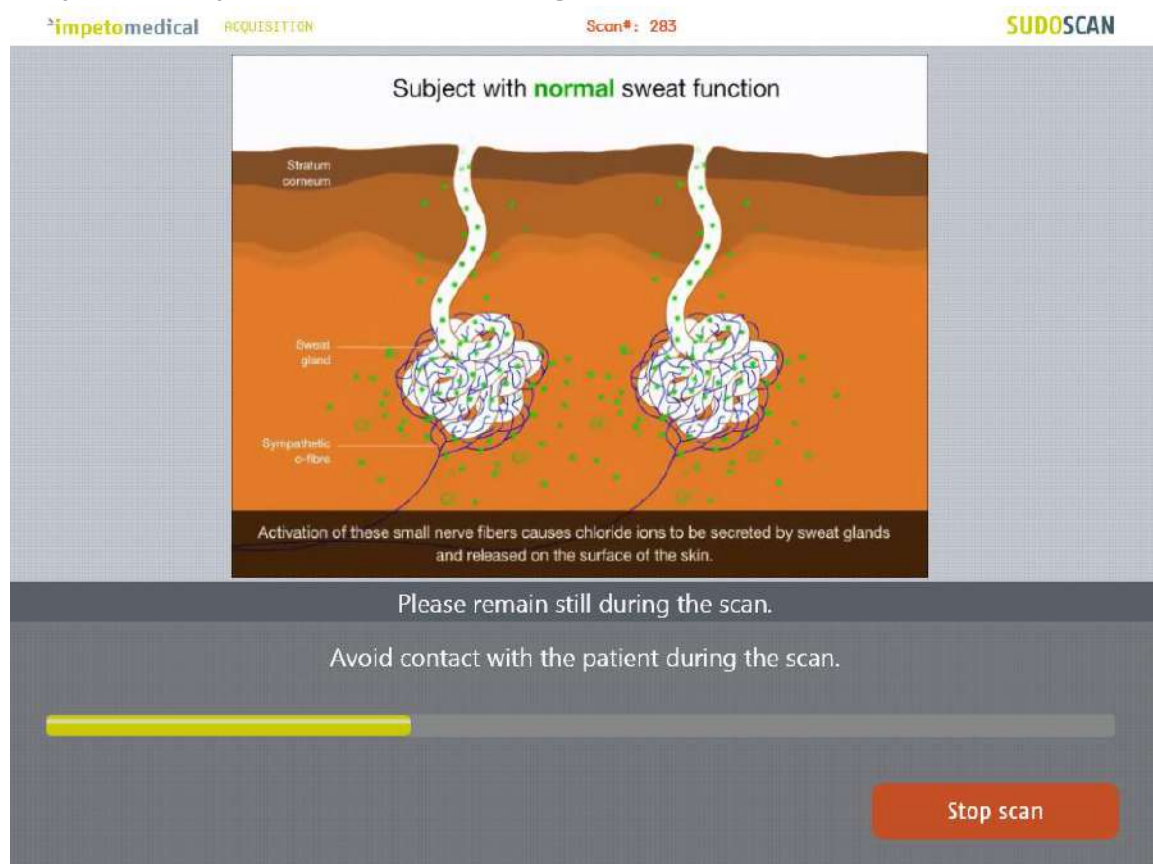 impetomedical ACQUISITION Scan#: 283 SUDOSCAN
Subject with normal sweat function
Stratum
corneum
Sweat
gland
Sympathetic
c-fibre
Activation of these small nerve fibers causes chloride ions to be secreted by sweat glands
and released on the surface of the skin.
Please remain still during the scan.
Avoid contact with the patient during the scan.
Stop scan